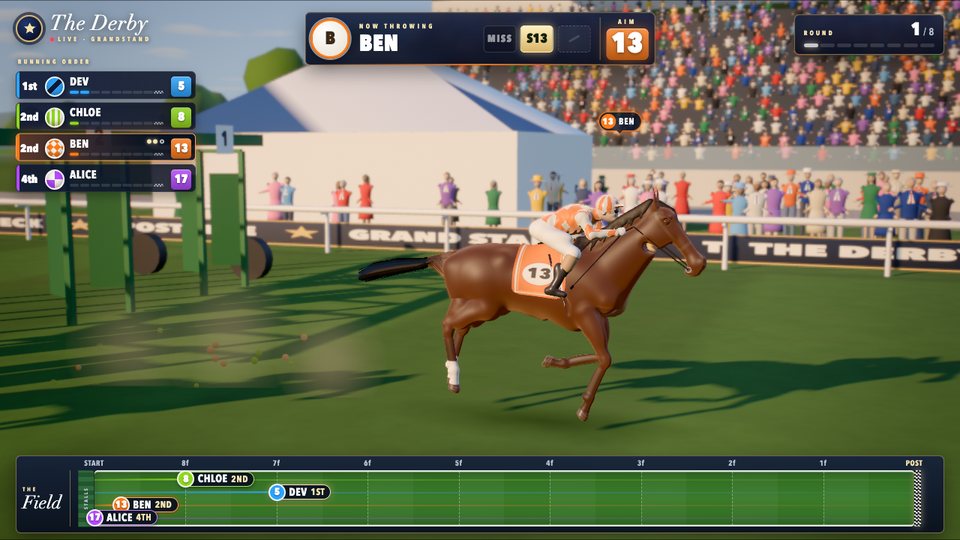 The Derby
LIVE · GRANDSTAND
RUNNING ORDER
1st DEV 5
2nd CHLOE 8
2nd BEN 13
4th ALICE 17
B
NOW THROWING
BEN
MISS S13
AIM
13
ROUND 1/8
1
13 BEN
POST
GRAND STA
THE DERBY
13
THE
Field
START 8f 7f 6f 5f 4f 3f 2f 1f POST
STALLS
8 CHLOE 2ND
5 DEV 1ST
13 BEN 2ND
17 ALICE 4TH